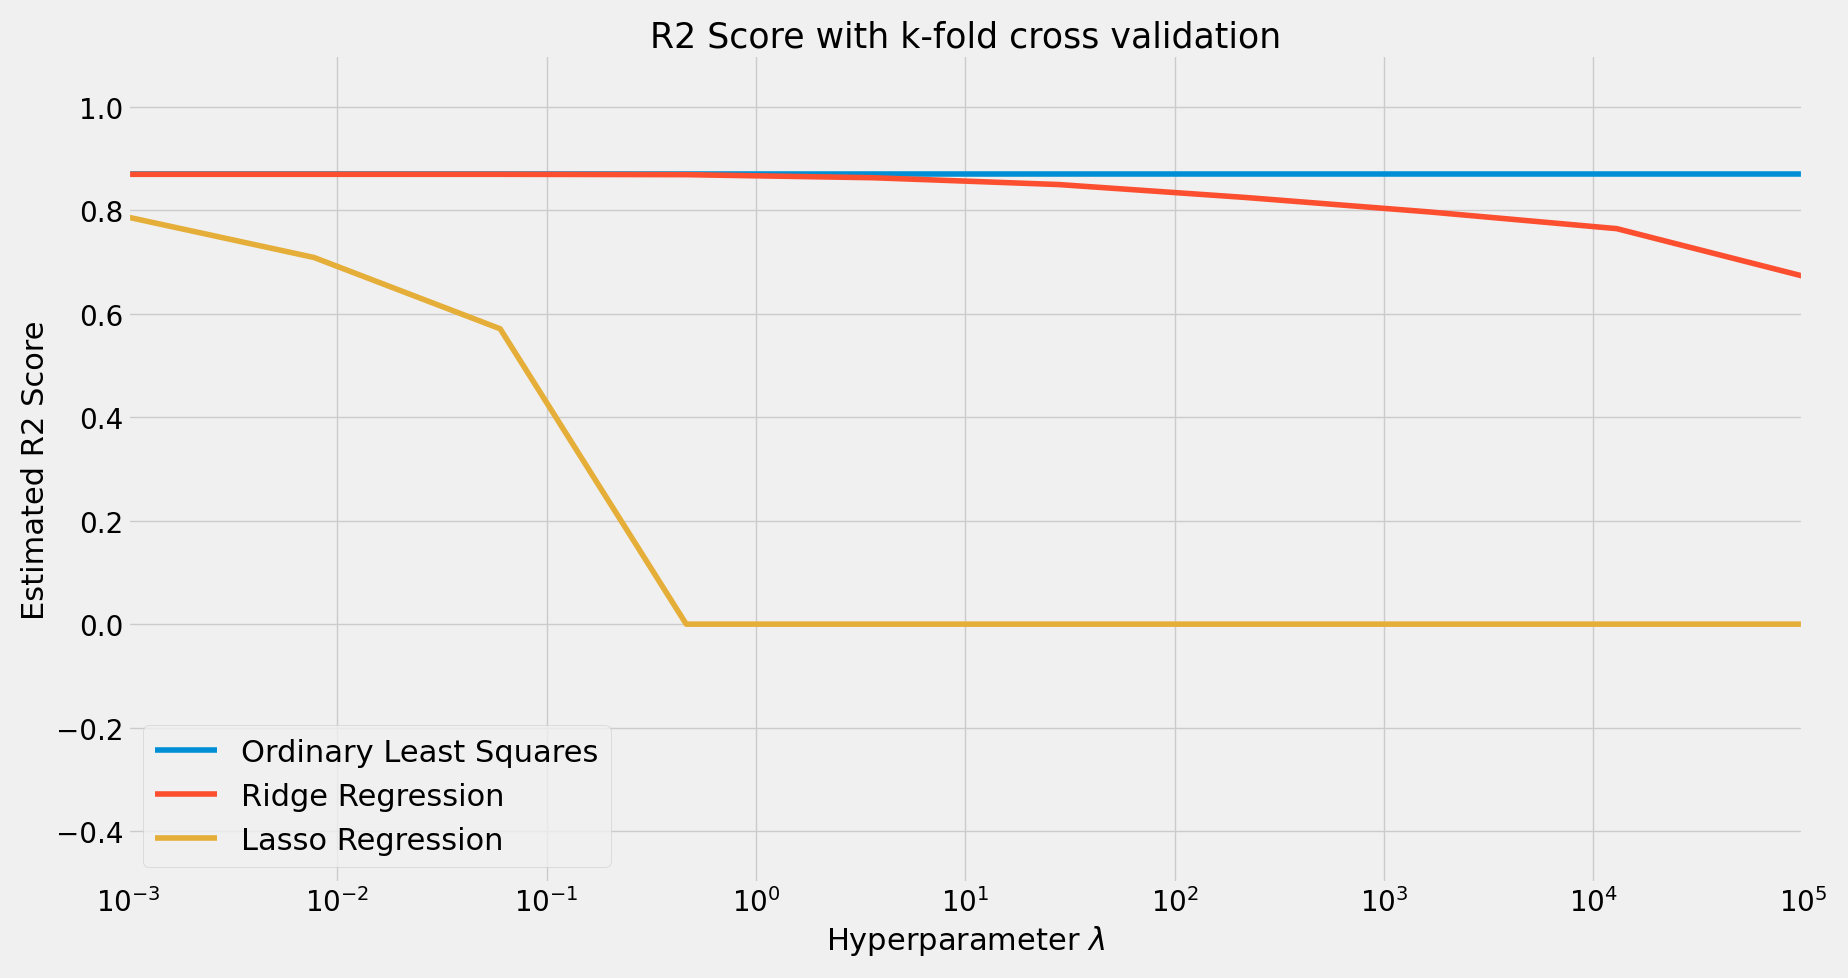 R2 Score with k-fold cross validation
Estimated R2 Score
1.0
0.8
0.6
0.4
0.2
0.0
−0.2
−0.4
Ordinary Least Squares
Ridge Regression
Lasso Regression
10⁻³ 10⁻² 10⁻¹ 10⁰ 10¹ 10² 10³ 10⁴ 10⁵
Hyperparameter λ